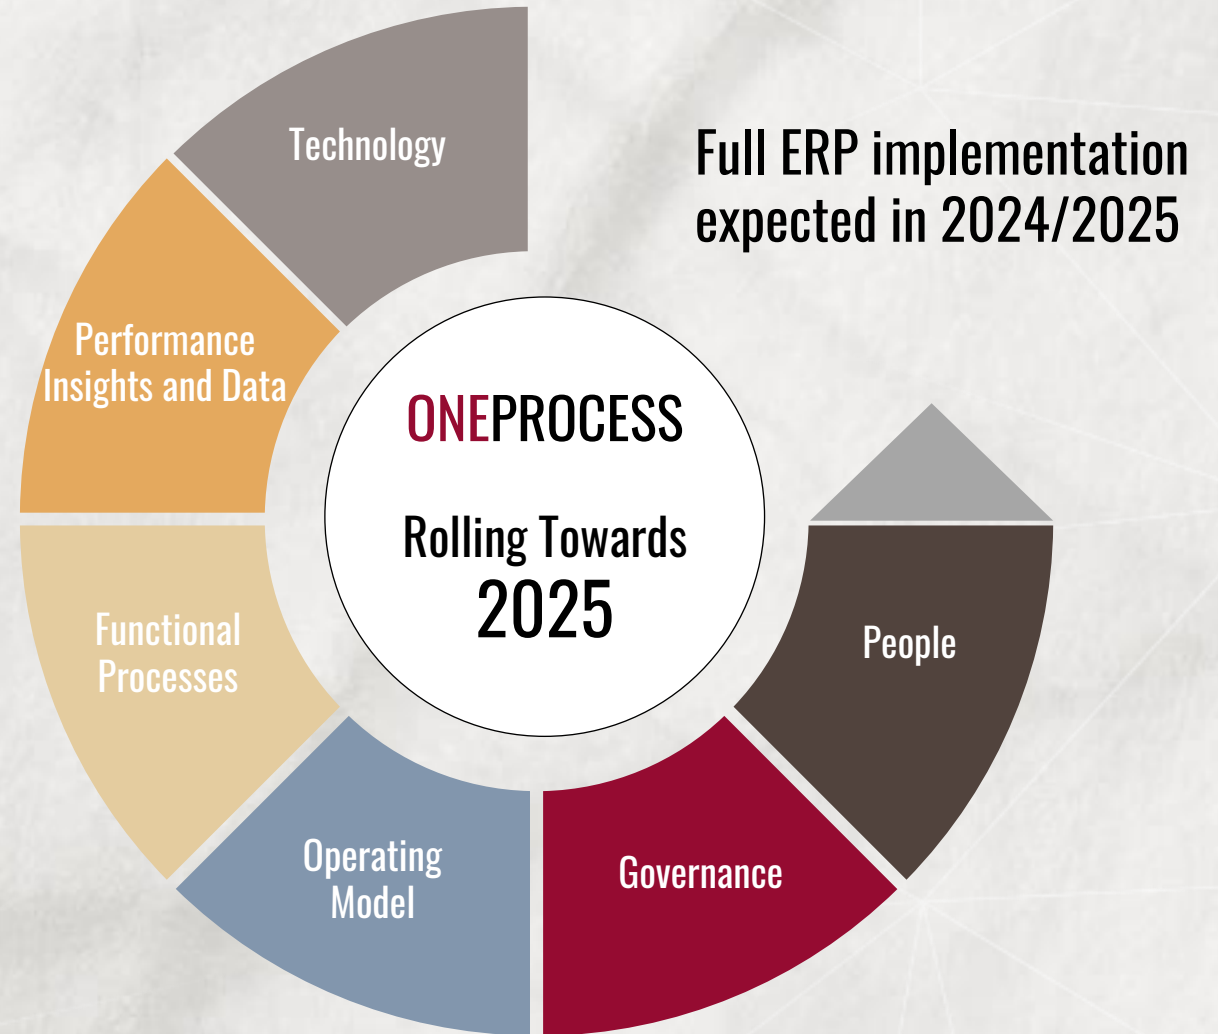 Technology
Full ERP implementation
expected in 2024/2025
Performance
Insights and Data
ONEPROCESS
Rolling Towards
2025
Functional
Processes
People
Operating
Model
Governance